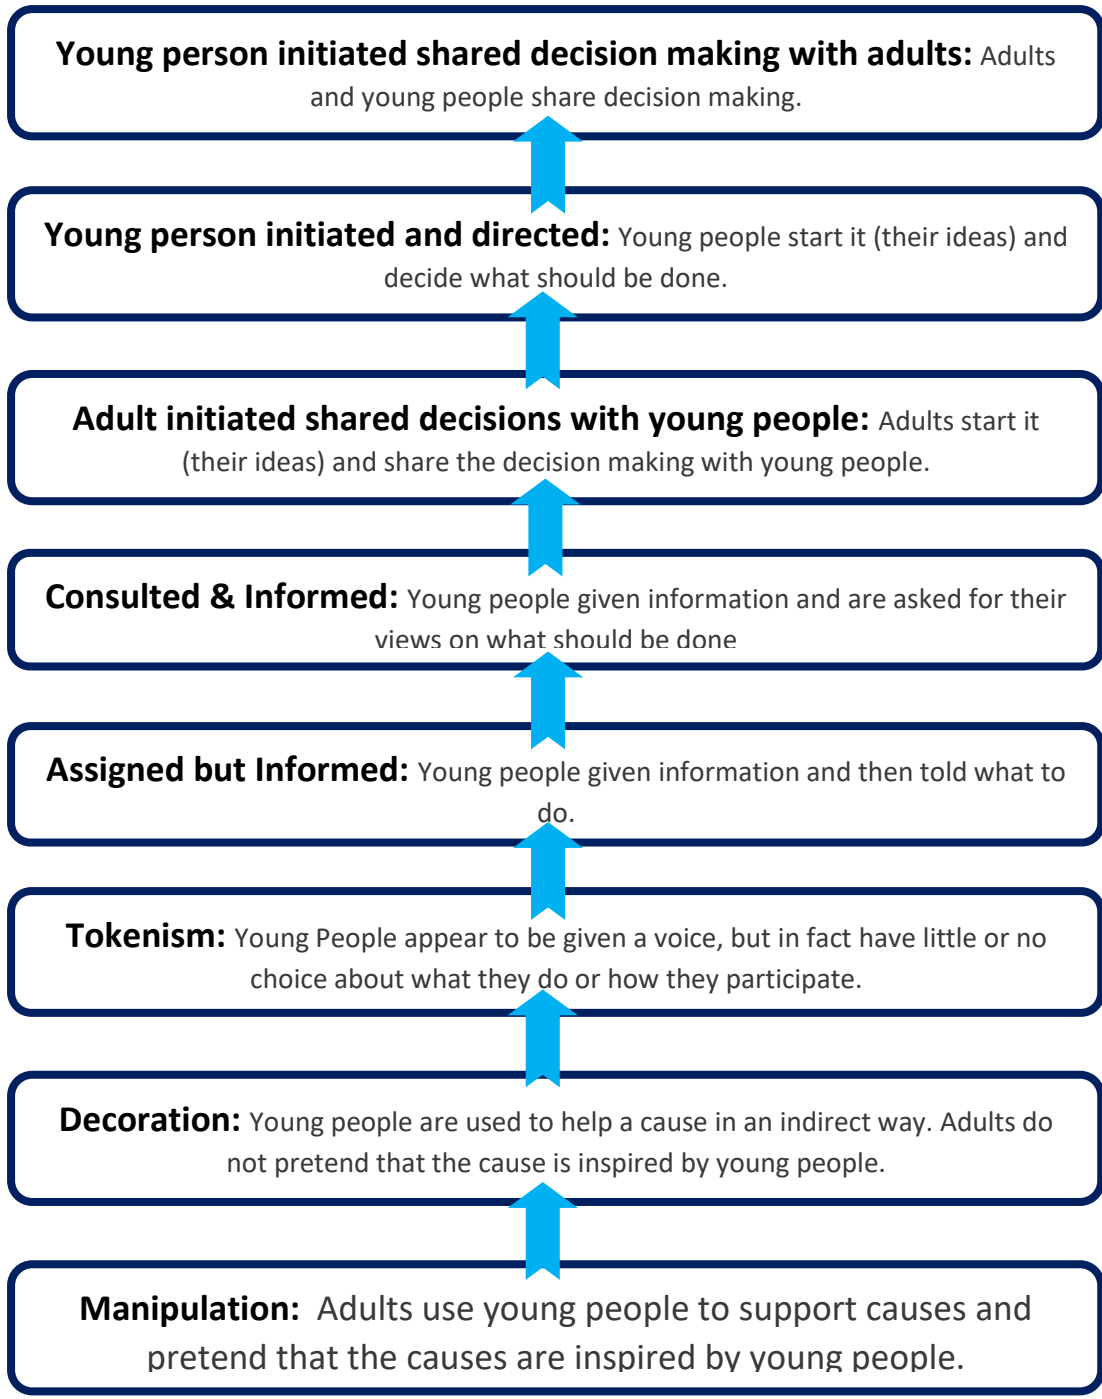 Young person initiated shared decision making with adults: Adults
and young people share decision making.
Young person initiated and directed: Young people start it (their ideas) and
decide what should be done.
Adult initiated shared decisions with young people: Adults start it
(their ideas) and share the decision making with young people.
Consulted & Informed: Young people given information and are asked for their
views on what should be done
Assigned but Informed: Young people given information and then told what to
do.
Tokenism: Young People appear to be given a voice, but in fact have little or no
choice about what they do or how they participate.
Decoration: Young people are used to help a cause in an indirect way. Adults do
not pretend that the cause is inspired by young people.
Manipulation: Adults use young people to support causes and
pretend that the causes are inspired by young people.